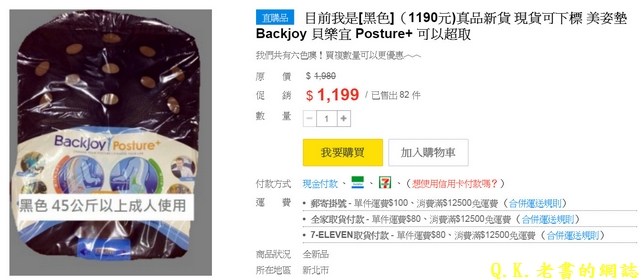 BackJoy Posture+
黑色 45公斤以上成人使用
直購品 目前我是[黑色]（1190元)真品新貨 現貨可下標 美姿墊
Backjoy 貝樂宜 Posture+ 可以超取
我們共有六色噢！買複數量可以更優惠~~
原 價 $ 1,980
促 銷 $ 1,199 / 已售出 82 件
數 量 － 1 ＋
我要購買 加入購物車
付款方式 現金付款、 、 7-ELEVEN、（想使用信用卡付款嗎？）
運 費 • 郵寄掛號 - 單件運費$100、消費滿$12500免運費（合併運送規則）
• 全家取貨付款 - 單件運費$80、消費滿$12500免運費（合併運送規則）
• 7-ELEVEN取貨付款 - 單件運費$80、消費滿$12500免運費（合併運送規則）
商品狀況 全新品
所在地區 新北市
Q.K.老書的網誌